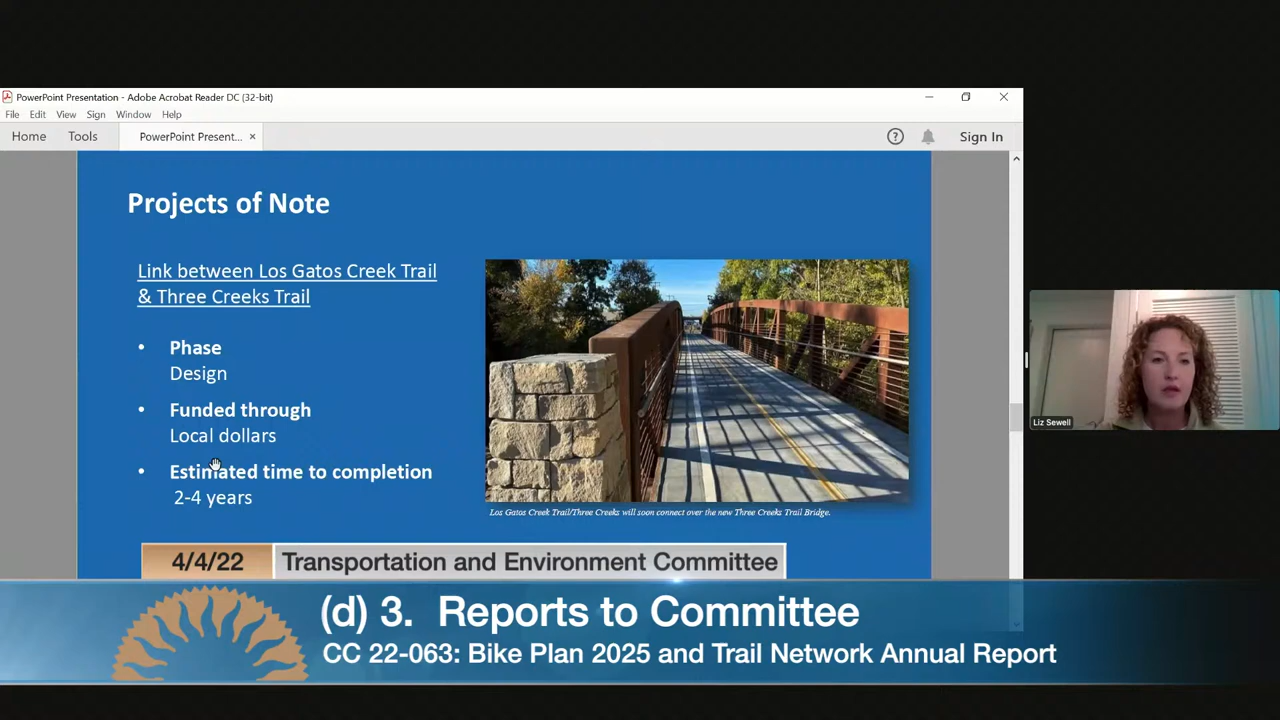 PowerPoint Presentation - Adobe Acrobat Reader DC (32-bit)
File Edit View Sign Window Help
Home Tools PowerPoint Present... × Sign In
Projects of Note
Link between Los Gatos Creek Trail
& Three Creeks Trail
• Phase
Design
• Funded through
Local dollars
• Estimated time to completion
2-4 years
Los Gatos Creek Trail/Three Creeks will soon connect over the new Three Creeks Trail Bridge.
Liz Sewell
4/4/22 Transportation and Environment Committee
(d) 3. Reports to Committee
CC 22-063: Bike Plan 2025 and Trail Network Annual Report